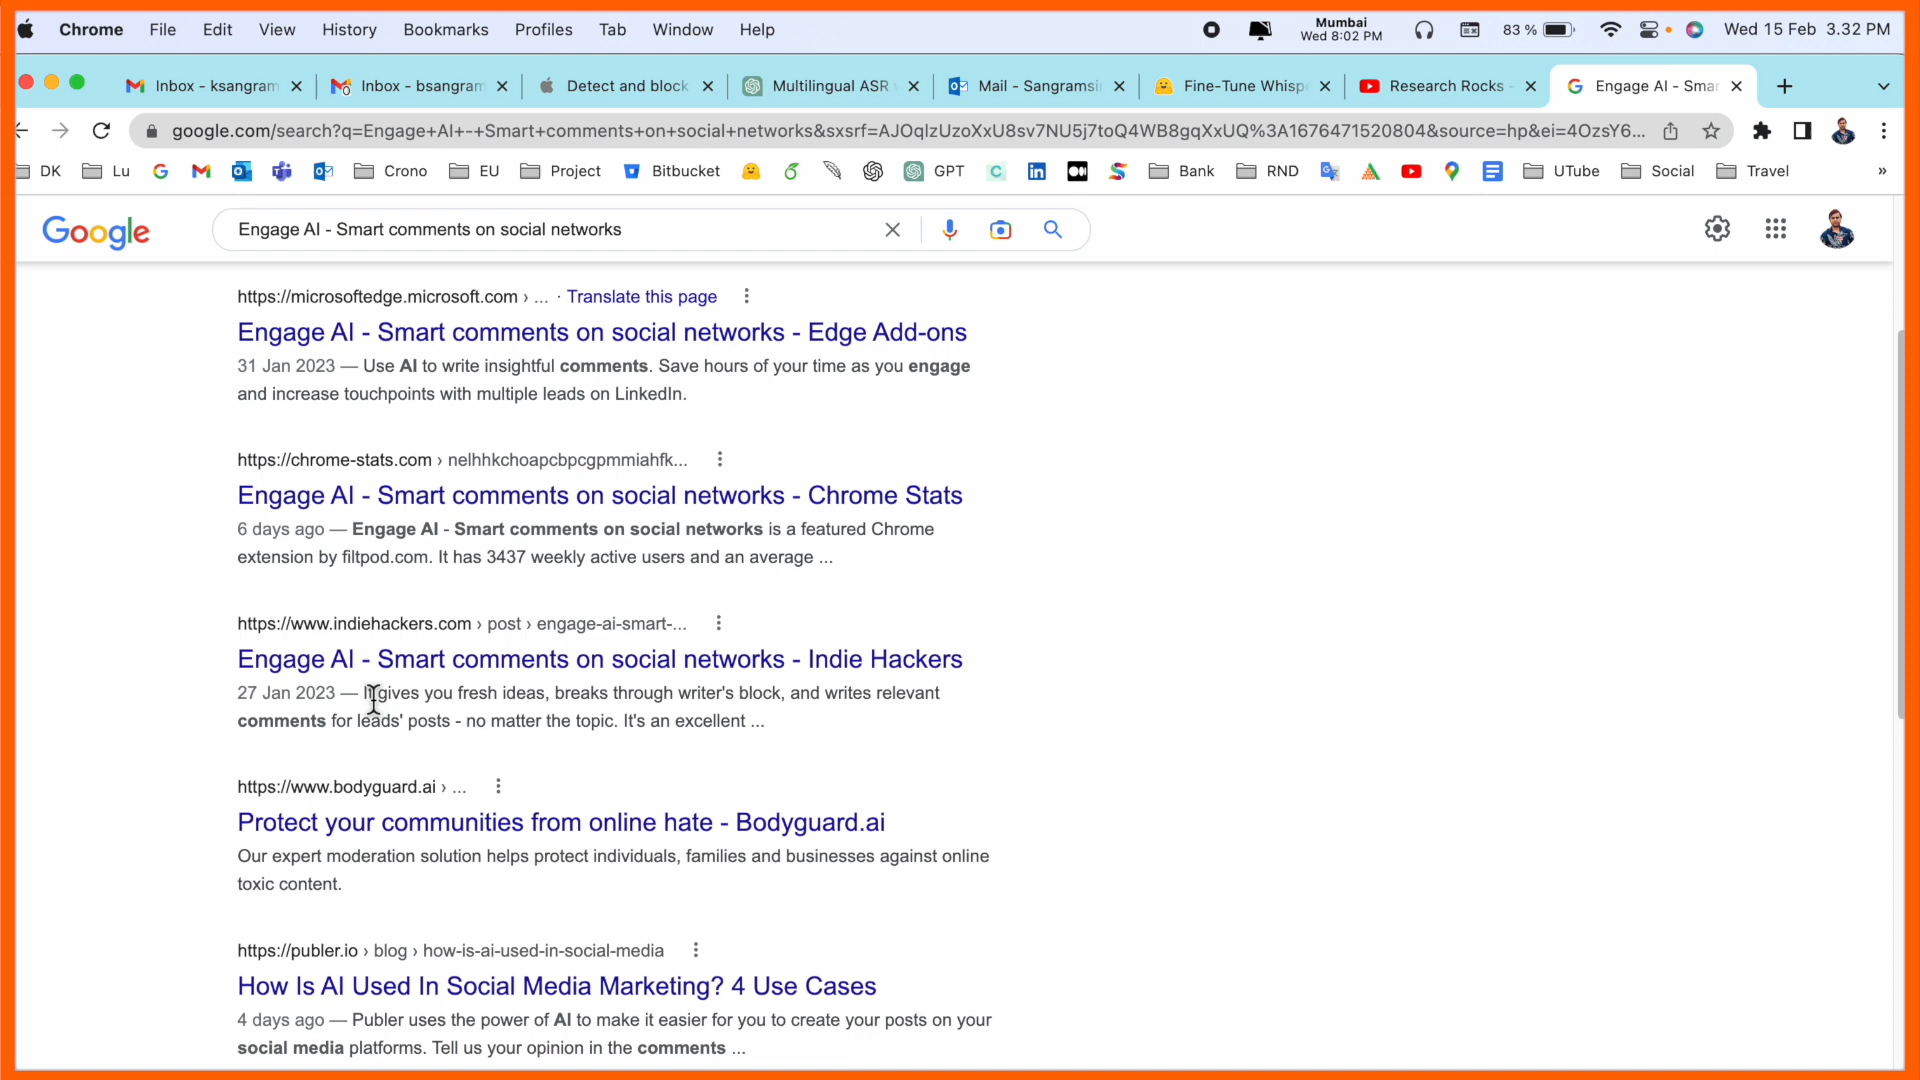 Chrome File Edit View History Bookmarks Profiles Tab Window Help Mumbai Wed 8:02 PM 83 % Wed 15 Feb 3.32 PM
Inbox - ksangram Inbox - bsangram Detect and block Multilingual ASR Mail - Sangramsi Fine-Tune Whisp Research Rocks - Engage AI - Smar
google.com/search?q=Engage+AI+-+Smart+comments+on+social+networks&sxsrf=AJOqlzUzoXxU8sv7NU5j7toQ4WB8gqXxUQ%3A1676471520804&source=hp&ei=4OzsY6...
DK Lu Crono EU Project Bitbucket GPT Bank RND UTube Social Travel »
Google Engage AI - Smart comments on social networks
https://microsoftedge.microsoft.com › ... · Translate this page
Engage AI - Smart comments on social networks - Edge Add-ons
31 Jan 2023 — Use AI to write insightful comments. Save hours of your time as you engage
and increase touchpoints with multiple leads on LinkedIn.
https://chrome-stats.com › nelhhkchoapcbpcgpmmiahfk...
Engage AI - Smart comments on social networks - Chrome Stats
6 days ago — Engage AI - Smart comments on social networks is a featured Chrome
extension by filtpod.com. It has 3437 weekly active users and an average ...
https://www.indiehackers.com › post › engage-ai-smart-...
Engage AI - Smart comments on social networks - Indie Hackers
27 Jan 2023 — It gives you fresh ideas, breaks through writer's block, and writes relevant
comments for leads' posts - no matter the topic. It's an excellent ...
https://www.bodyguard.ai › ...
Protect your communities from online hate - Bodyguard.ai
Our expert moderation solution helps protect individuals, families and businesses against online
toxic content.
https://publer.io › blog › how-is-ai-used-in-social-media
How Is AI Used In Social Media Marketing? 4 Use Cases
4 days ago — Publer uses the power of AI to make it easier for you to create your posts on your
social media platforms. Tell us your opinion in the comments ...